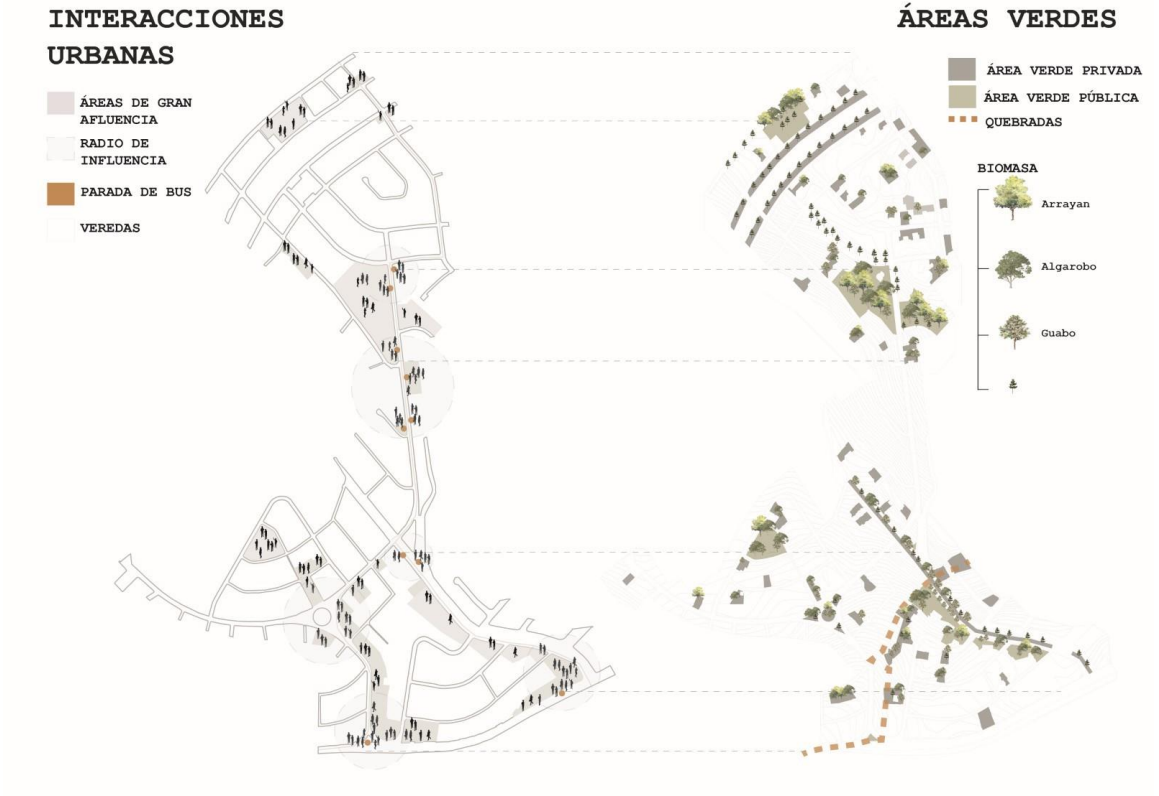 INTERACCIONES
URBANAS
ÁREAS DE GRAN
AFLUENCIA
RADIO DE
INFLUENCIA
PARADA DE BUS
VEREDAS
ÁREAS VERDES
ÁREA VERDE PRIVADA
ÁREA VERDE PÚBLICA
QUEBRADAS
BIOMASA
Arrayan
Algarobo
Guabo